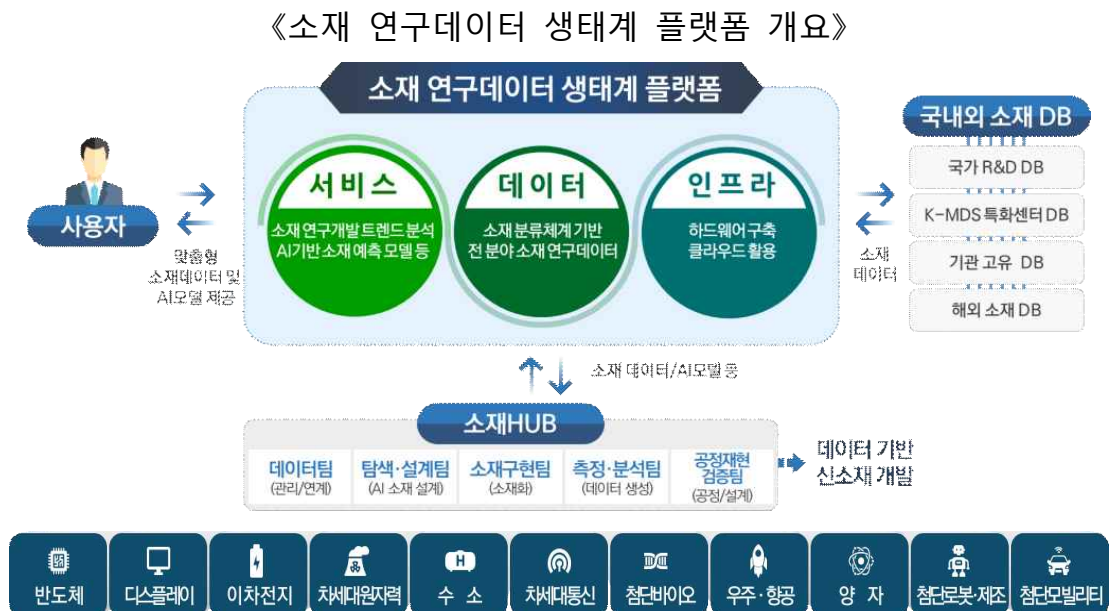 《소재 연구데이터 생태계 플랫폼 개요》
소재 연구데이터 생태계 플랫폼
서비스
소재 연구개발 트렌드 분석
AI기반 소재 예측 모델 등
데이터
소재 분류체계 기반
전 분야 소재 연구데이터
인프라
하드웨어 구축
클라우드 활용
사용자
맞춤형
소재데이터 및
AI모델 제공
국내외 소재 DB
국가 R&D DB
K-MDS 특화센터 DB
기관 고유 DB
해외 소재 DB
소재
데이터
소재 데이터/AI모델 등
소재HUB
데이터팀
(관리/연계)
탐색·설계팀
(AI 소재 설계)
소재구현팀
(소재화)
측정·분석팀
(데이터 생성)
공정재현
검증팀
(공정/설계)
데이터 기반
신소재 개발
반도체
디스플레이
이차전지
차세대원자력
수 소
차세대통신
첨단바이오
우주·항공
양 자
첨단로봇·제조
첨단모빌리티